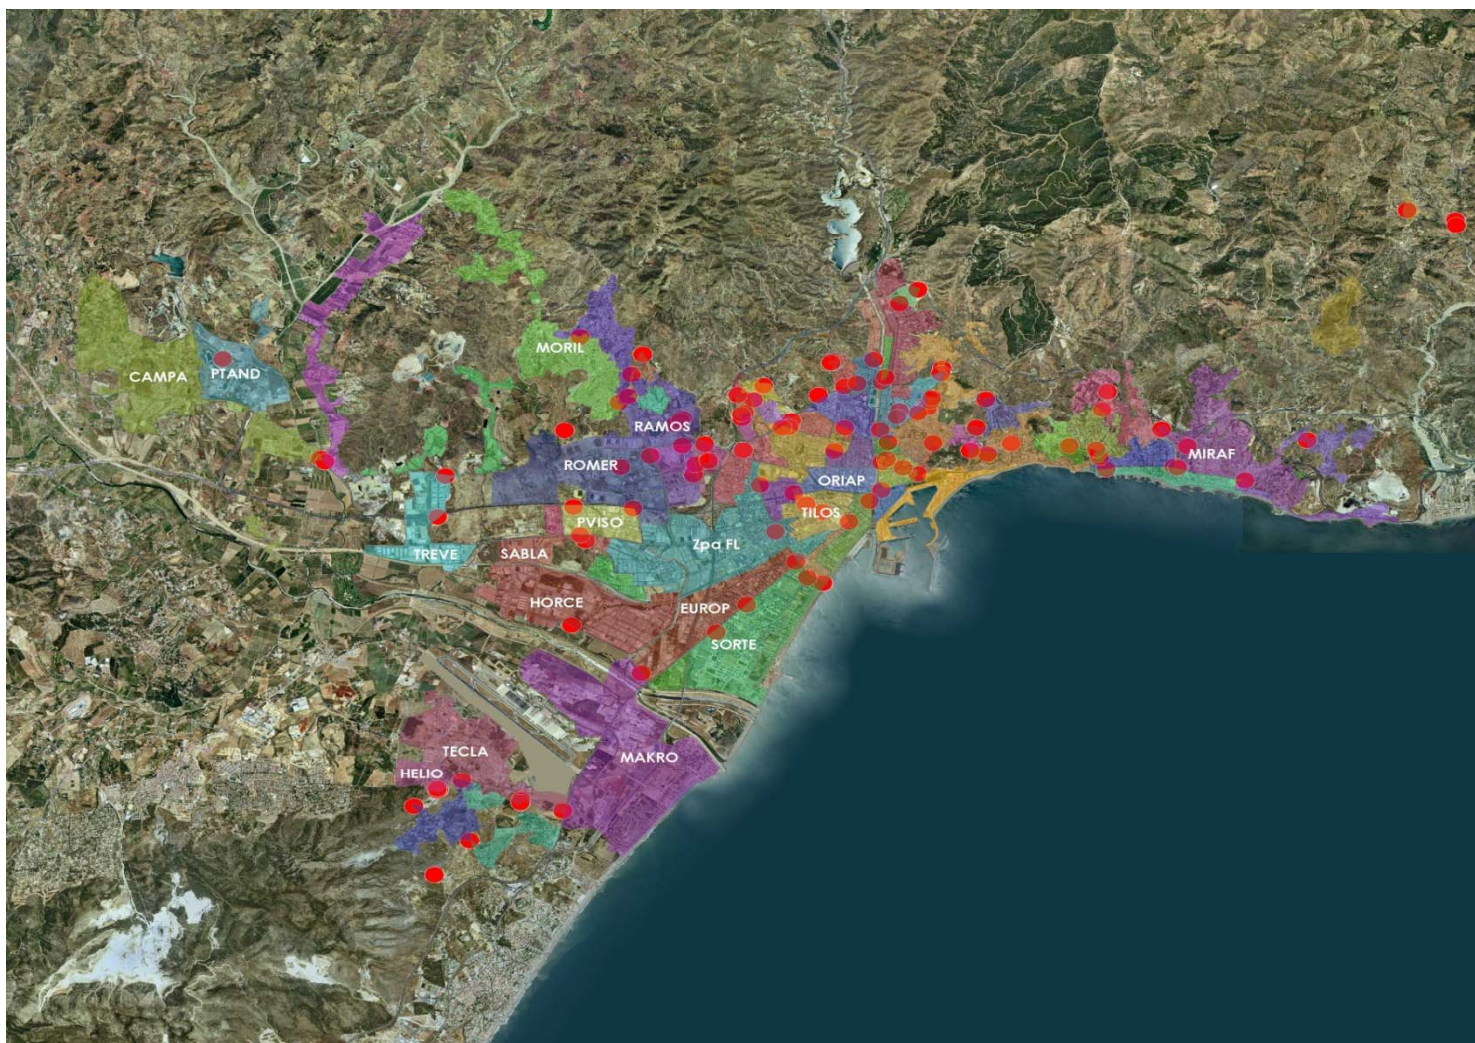 MORIL
CAMPA
PTAND
RAMOS
MIRAF
ROMER
ORIAP
TILOS
PVISO
Zpa FL
TREVE
SABLA
HORCE
EUROP
SORTE
TECLA
MAKRO
HELIO